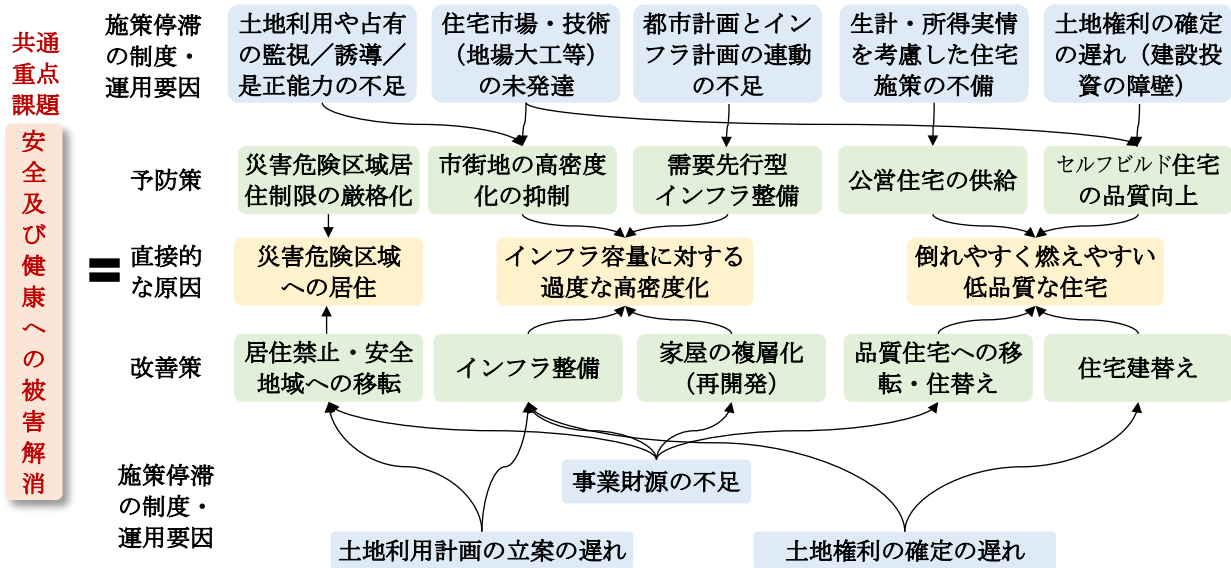 共通
重点
課題
安全及び健康への被害解消
施策停滞
の制度・
運用要因
土地利用や占有
の監視／誘導／
是正能力の不足
住宅市場・技術
（地場大工等）
の未発達
都市計画とイン
フラ計画の連動
の不足
生計・所得実情
を考慮した住宅
施策の不備
土地権利の確定
の遅れ（建設投
資の障壁）
予防策
災害危険区域居
住制限の厳格化
市街地の高密度
化の抑制
需要先行型
インフラ整備
公営住宅の供給
セルフビルド住宅
の品質向上
=
直接的
な原因
災害危険区域
への居住
インフラ容量に対する
過度な高密度化
倒れやすく燃えやすい
低品質な住宅
改善策
居住禁止・安全
地域への移転
インフラ整備
家屋の複層化
（再開発）
品質住宅への移
転・住替え
住宅建替え
施策停滞
の制度・
運用要因
事業財源の不足
土地利用計画の立案の遅れ
土地権利の確定の遅れ